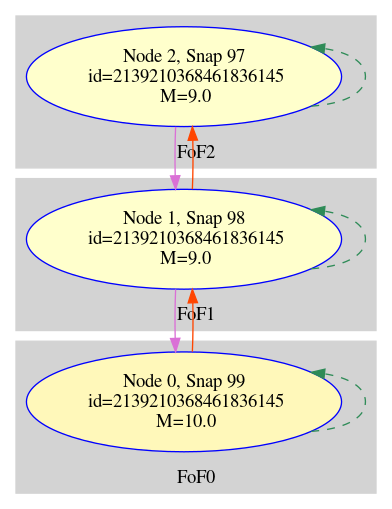 Node 2, Snap 97
id=2139210368461836145
M=9.0
FoF2
Node 1, Snap 98
id=2139210368461836145
M=9.0
FoF1
Node 0, Snap 99
id=2139210368461836145
M=10.0
FoF0